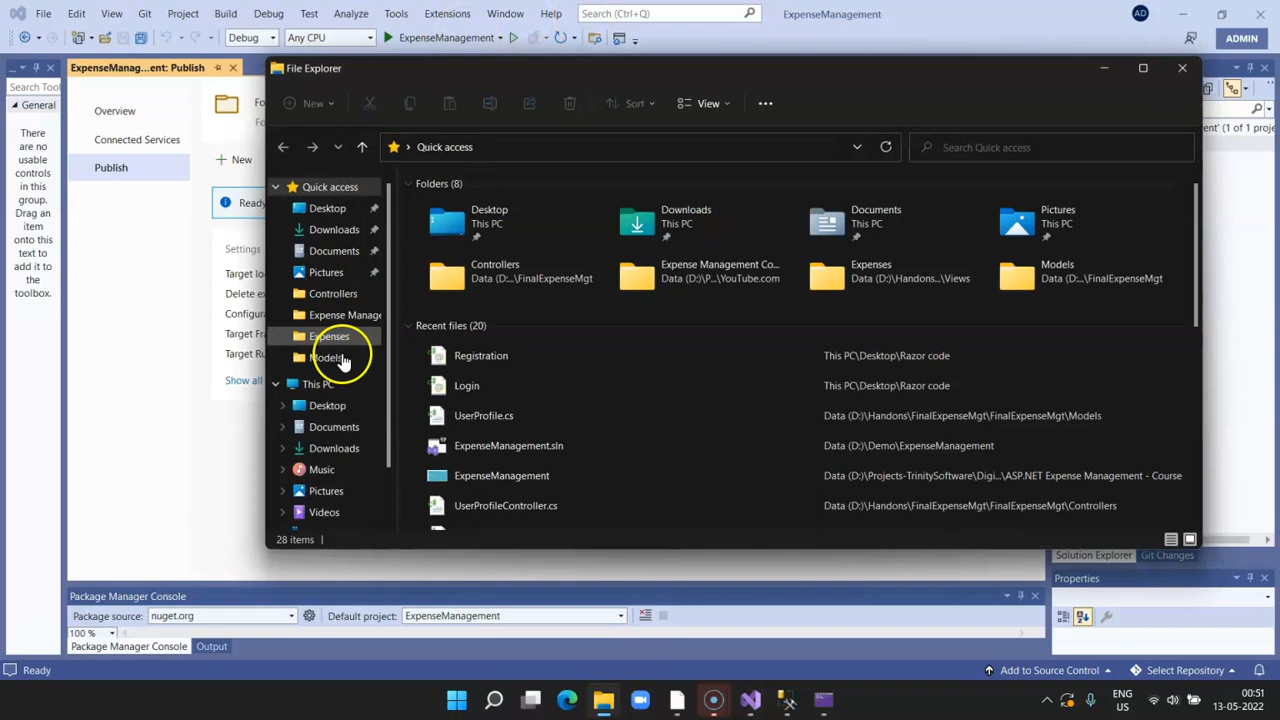 File Edit View Git Project Build Debug Test Analyze Tools Extensions Window Help Search (Ctrl+Q) ExpenseManagement AD
Debug Any CPU ExpenseManagement ADMIN
ExpenseManag...ent: Publish File Explorer
Search Tool
General
There are no usable controls in this group. Drag an item onto this text to add it to the toolbox.
Overview
Connected Services
Publish
New
Ready
Settings
Target lo
Delete ex
Configura
Target Fra
Target Ru
Show all
New Sort View
Quick access Search Quick access
Quick access
Desktop
Downloads
Documents
Pictures
Controllers
Expense Manage
Expenses
Models
This PC
Desktop
Documents
Downloads
Music
Pictures
Videos
Folders (8)
Desktop
This PC
Downloads
This PC
Documents
This PC
Pictures
This PC
Controllers
Data (D:...\FinalExpenseMgt
Expense Management Co...
Data (D:)\P...\YouTube.com
Expenses
Data (D:)\Handons...\Views
Models
Data (D:...\FinalExpenseMgt
Recent files (20)
Registration This PC\Desktop\Razor code
Login This PC\Desktop\Razor code
UserProfile.cs Data (D:)\Handons\FinalExpenseMgt\FinalExpenseMgt\Models
ExpenseManagement.sln Data (D:)\Demo\ExpenseManagement
ExpenseManagement Data (D:)\Projects-TrinitySoftware\Digi...\ASP.NET Expense Management - Course
UserProfileController.cs Data (D:)\Handons\FinalExpenseMgt\FinalExpenseMgt\Controllers
28 items
ent' (1 of 1 proje
Solution Explorer Git Changes
Properties
Package Manager Console
Package source: nuget.org Default project: ExpenseManagement
100 %
Package Manager Console Output
Ready Add to Source Control Select Repository
ENG
US
00:51
13-05-2022